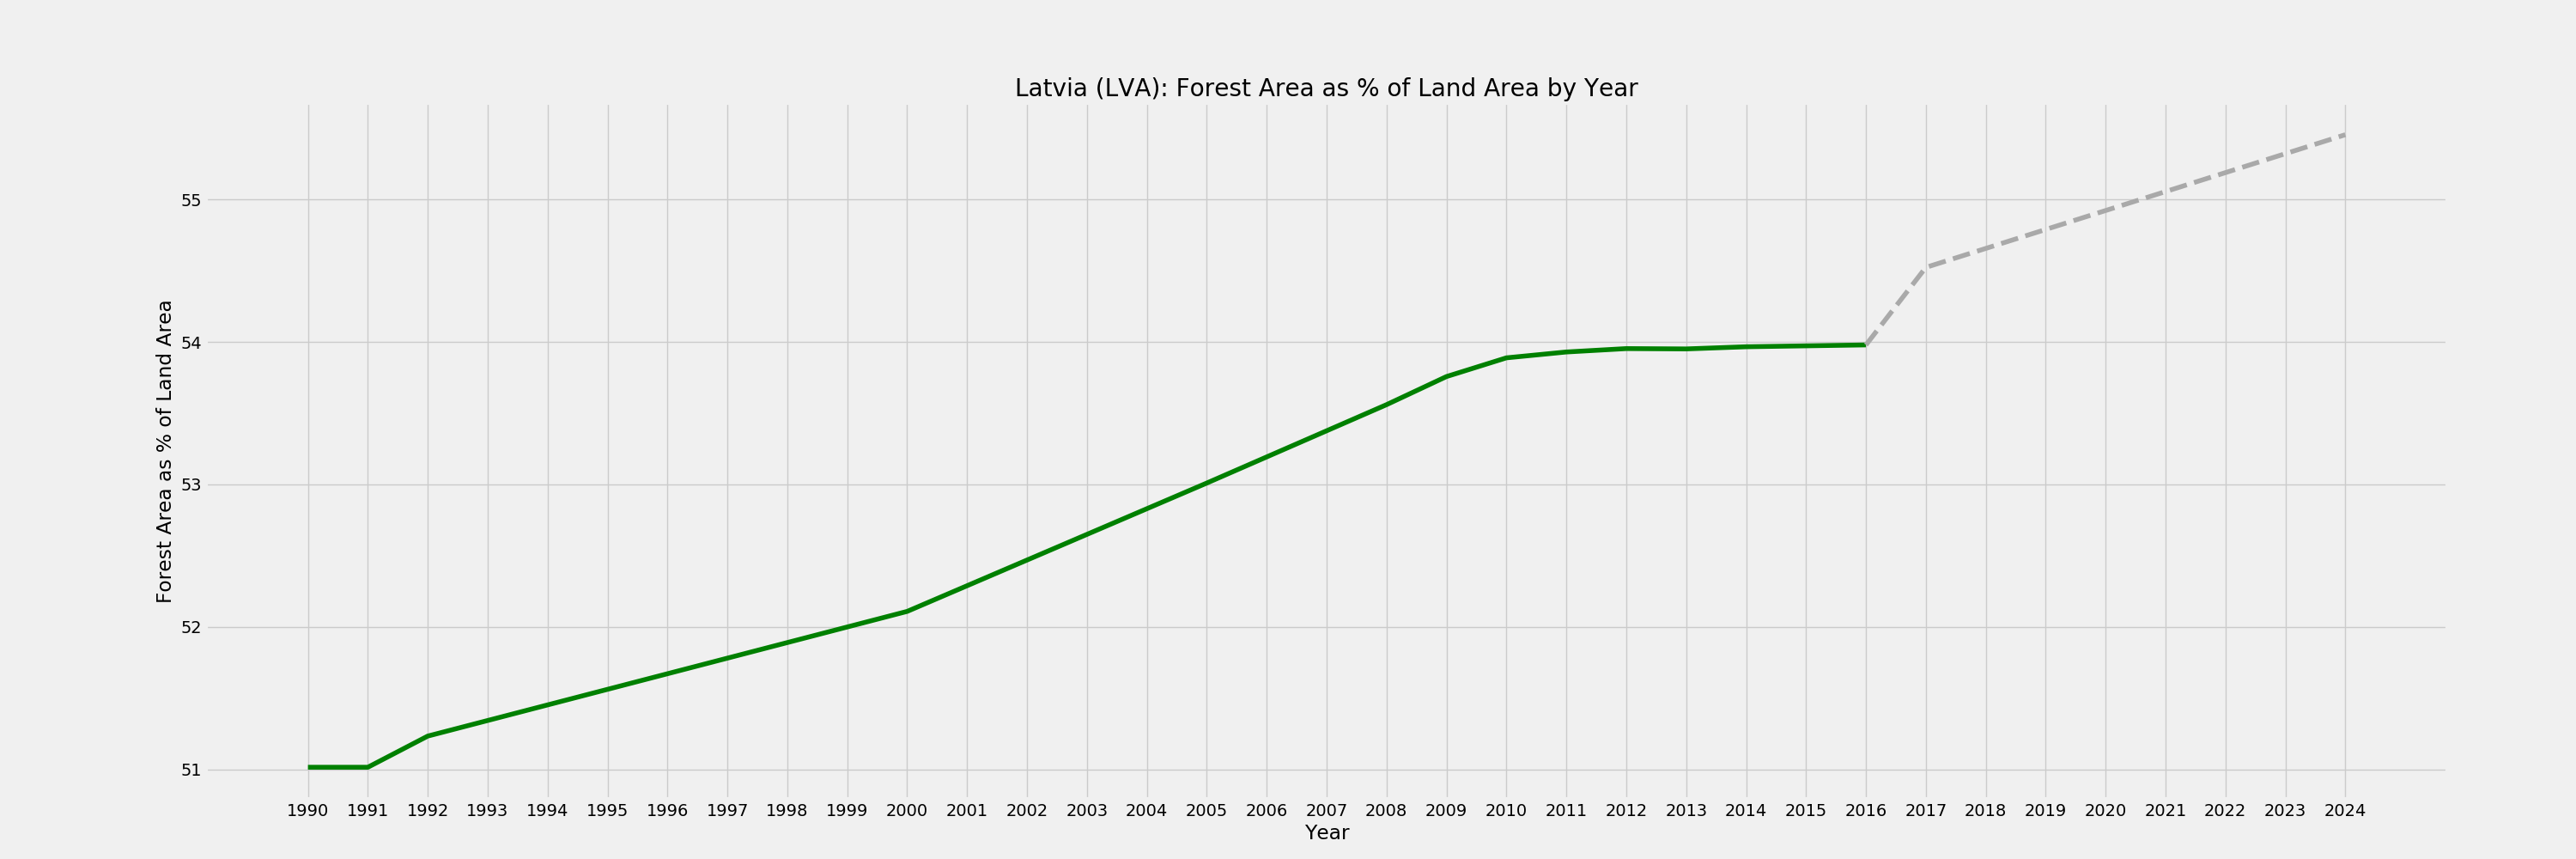 Latvia (LVA): Forest Area as % of Land Area by Year
Forest Area as % of Land Area
55
54
53
52
51
1990 1991 1992 1993 1994 1995 1996 1997 1998 1999 2000 2001 2002 2003 2004 2005 2006 2007 2008 2009 2010 2011 2012 2013 2014 2015 2016 2017 2018 2019 2020 2021 2022 2023 2024
Year